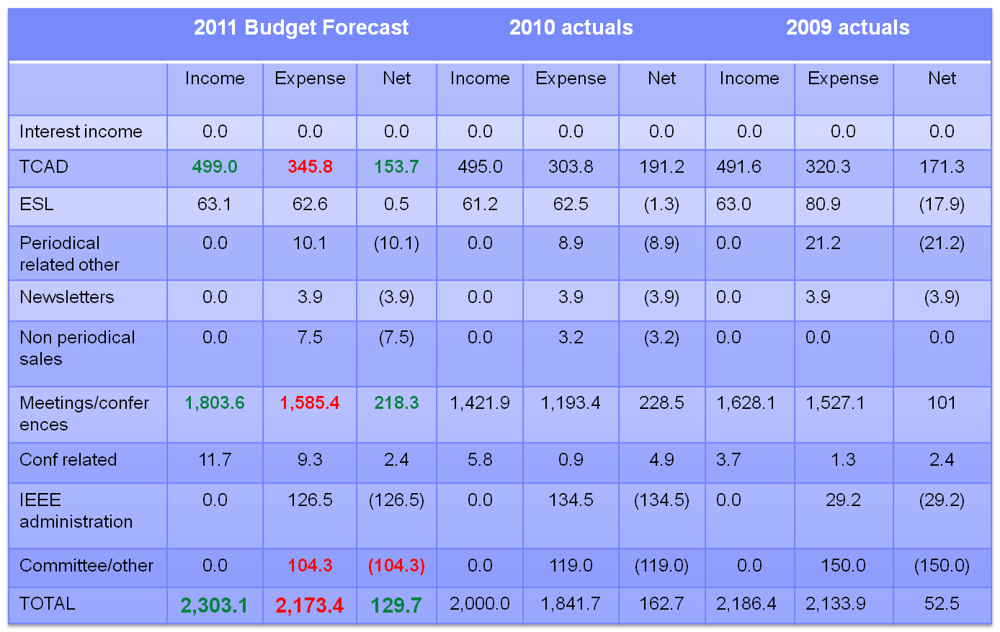 2011 Budget Forecast 2010 actuals 2009 actuals
Income Expense Net Income Expense Net Income Expense Net
Interest income 0.0 0.0 0.0 0.0 0.0 0.0 0.0 0.0 0.0
TCAD 499.0 345.8 153.7 495.0 303.8 191.2 491.6 320.3 171.3
ESL 63.1 62.6 0.5 61.2 62.5 (1.3) 63.0 80.9 (17.9)
Periodical 0.0 10.1 (10.1) 0.0 8.9 (8.9) 0.0 21.2 (21.2)
related other
Newsletters 0.0 3.9 (3.9) 0.0 3.9 (3.9) 0.0 3.9 (3.9)
Non periodical 0.0 7.5 (7.5) 0.0 3.2 (3.2) 0.0 0.0 0.0
sales
Meetings/confer 1,803.6 1,585.4 218.3 1,421.9 1,193.4 228.5 1,628.1 1,527.1 101
ences
Conf related 11.7 9.3 2.4 5.8 0.9 4.9 3.7 1.3 2.4
IEEE 0.0 126.5 (126.5) 0.0 134.5 (134.5) 0.0 29.2 (29.2)
administration
Committee/other 0.0 104.3 (104.3) 0.0 119.0 (119.0) 0.0 150.0 (150.0)
TOTAL 2,303.1 2,173.4 129.7 2,000.0 1,841.7 162.7 2,186.4 2,133.9 52.5